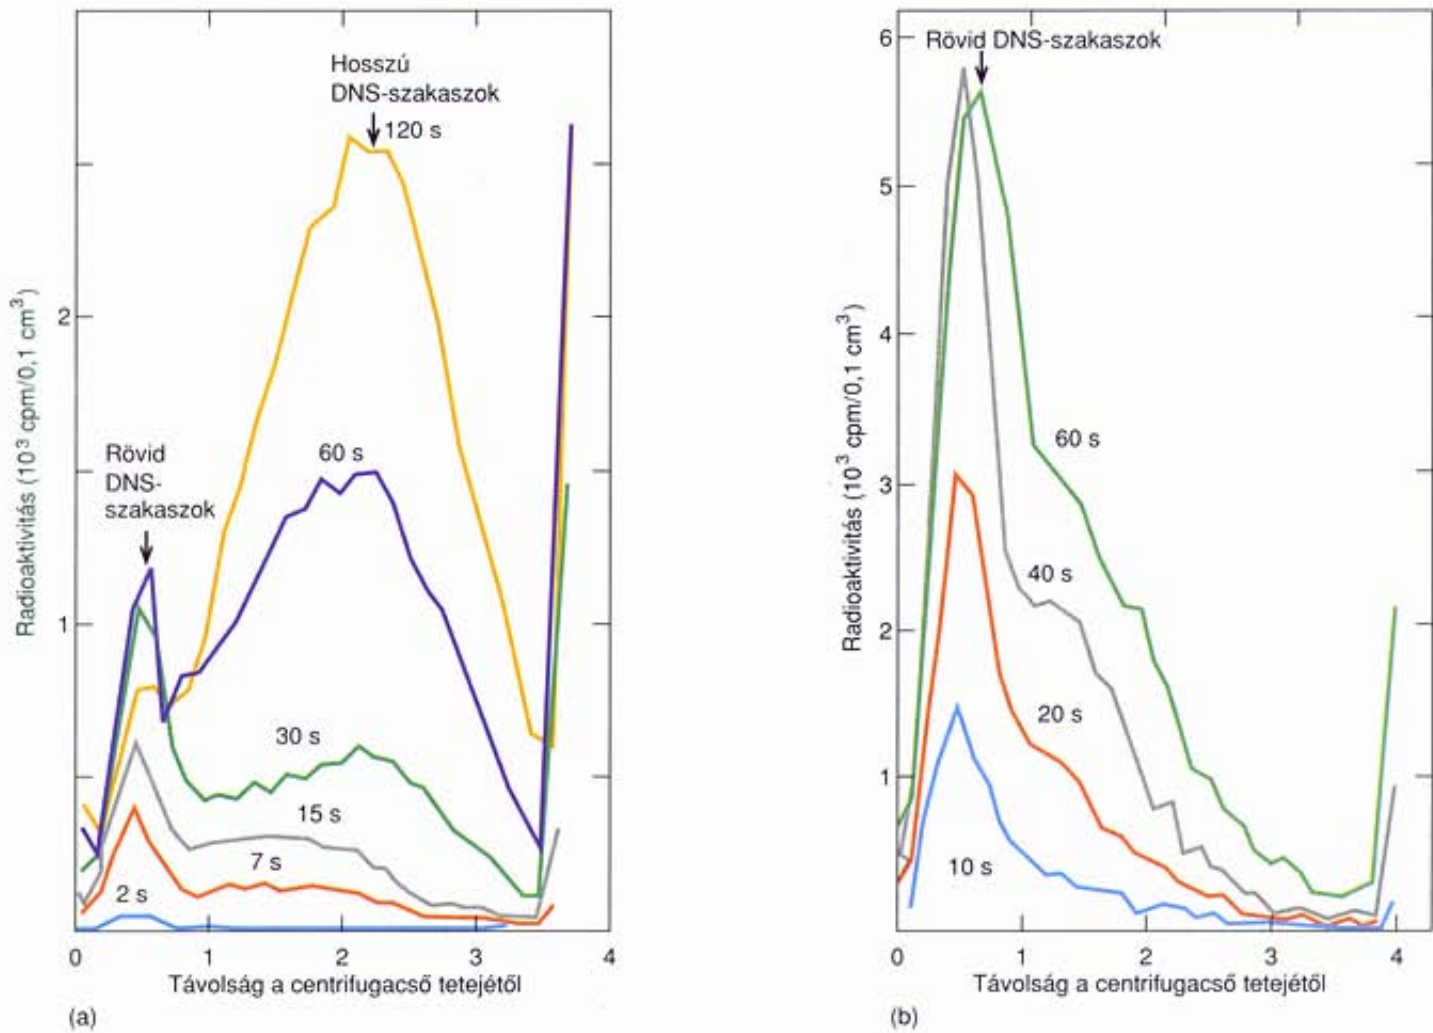 Radioaktivitás (10³ cpm/0,1 cm³)
2
1
Hosszú
DNS-szakaszok
120 s
60 s
Rövid
DNS-
szakaszok
30 s
15 s
7 s
2 s
0
1
2
3
4
Távolság a centrifugacső tetejétől
(a)
Radioaktivitás (10³ cpm/0,1 cm³)
6
5
4
3
2
1
Rövid DNS-szakaszok
60 s
40 s
20 s
10 s
0
1
2
3
4
Távolság a centrifugacső tetejétől
(b)